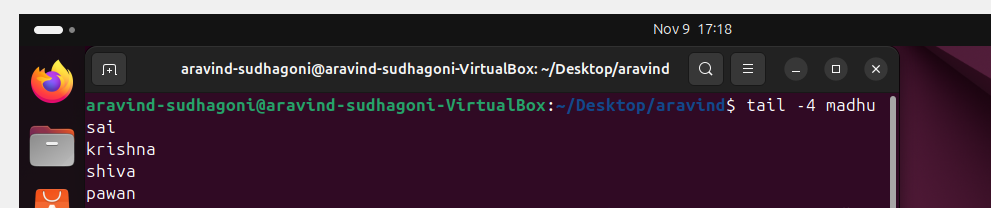 Nov 9 17:18
aravind-sudhagoni@aravind-sudhagoni-VirtualBox: ~/Desktop/aravind
aravind-sudhagoni@aravind-sudhagoni-VirtualBox:~/Desktop/aravind$ tail -4 madhu
sai
krishna
shiva
pawan